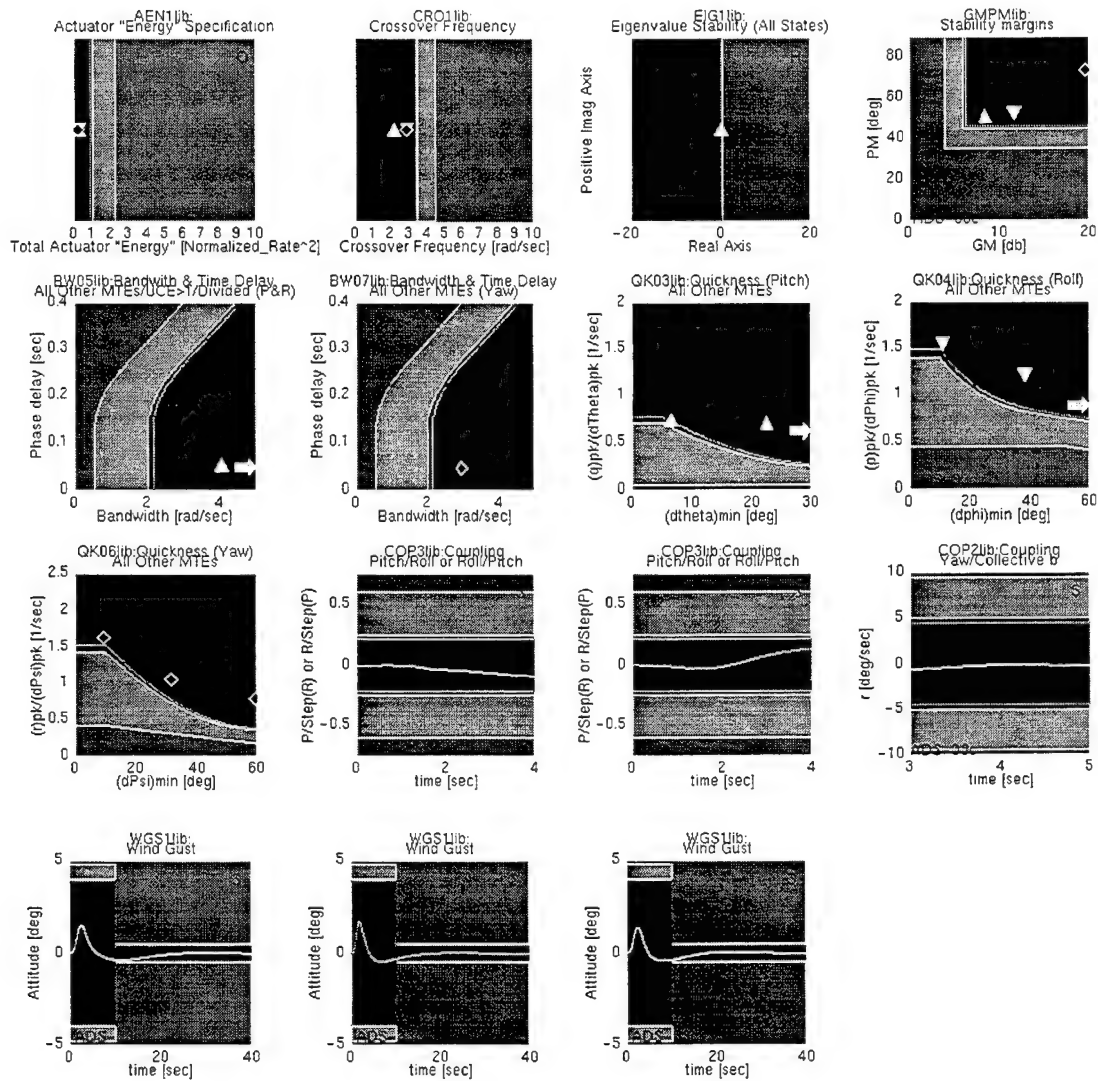 AEN1lib:
Actuator "Energy" Specification
0 1 2 3 4 5 6 7 8 9 10
Total Actuator "Energy" [Normalized_Rate^2]
CRO1lib:
Crossover Frequency
0 1 2 3 4 5 6 7 8 9 10
Crossover Frequency [rad/sec]
EIG1lib:
Eigenvalue Stability (All States)
Positive Imag Axis
-20 0 20
Real Axis
GMPMlib:
Stability margins
PM [deg]
80
60
40
20
0
0 10 20
GM [db]
BW05lib:Bandwith & Time Delay
All Other MTEs/UCE>1/Divided (P&R)
Phase delay [sec]
0.4
0.3
0.2
0.1
0
0 2 4
Bandwidth [rad/sec]
BW07lib:Bandwidth & Time Delay
All Other MTEs (Yaw)
Phase delay [sec]
0.4
0.3
0.2
0.1
0
0 2 4
Bandwidth [rad/sec]
QK03lib:Quickness (Pitch)
All Other MTEs
(q)pk/(dTheta)pk [1/sec]
2
1.5
1
0.5
0
0 10 20 30
(dtheta)min [deg]
QK04lib:Quickness (Roll)
All Other MTEs
(p)pk/(dPhi)pk [1/sec]
2
1.5
1
0.5
0
0 20 40 60
(dphi)min [deg]
QK06lib:Quickness (Yaw)
All Other MTEs
(r)pk/(dPsi)pk [1/sec]
2.5
2
1.5
1
0.5
0
0 20 40 60
(dPsi)min [deg]
COP3lib:Coupling
Pitch/Roll or Roll/Pitch
P/Step(R) or R/Step(P)
0.5
0
-0.5
0 2 4
time [sec]
COP3lib:Coupling
Pitch/Roll or Roll/Pitch
P/Step(R) or R/Step(P)
0.5
0
-0.5
0 2 4
time [sec]
COP2lib:Coupling
Yaw/Collective b
r [deg/sec]
10
5
0
-5
-10
3 4 5
time [sec]
WGS1lib:
Wind Gust
Attitude [deg]
5
0
-5
ADS
0 20 40
time [sec]
WGS1lib:
Wind Gust
Attitude [deg]
5
0
-5
ADS
0 20 40
time [sec]
WGS1lib:
Wind Gust
Attitude [deg]
5
0
-5
ADS
0 20 40
time [sec]